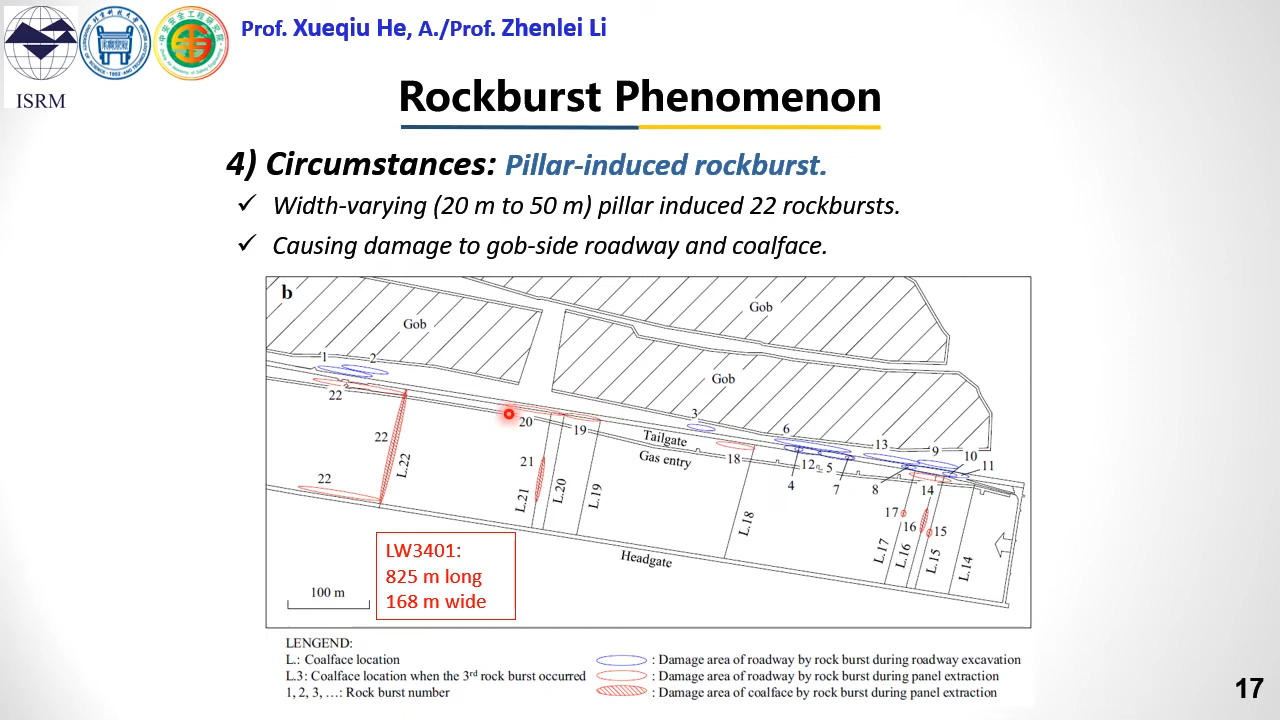 Prof. Xueqiu He, A./Prof. Zhenlei Li
ISRM
Rockburst Phenomenon
4) Circumstances: Pillar-induced rockburst.
✓ Width-varying (20 m to 50 m) pillar induced 22 rockbursts.
✓ Causing damage to gob-side roadway and coalface.
b
Gob
Gob
Gob
1
2
22
3
6
13
9
10
11
20
19
Tailgate
Gas entry
18
12
5
4
7
8
14
22
L.22
21
L.21
L.20
L.19
L.18
17
16
15
L.17
L.16
L.15
L.14
22
Headgate
LW3401:
825 m long
168 m wide
100 m
LENGEND:
L.: Coalface location
L.3: Coalface location when the 3rd rock burst occurred
1, 2, 3, …: Rock burst number
: Damage area of roadway by rock burst during roadway excavation
: Damage area of roadway by rock burst during panel extraction
: Damage area of coalface by rock burst during panel extraction
17